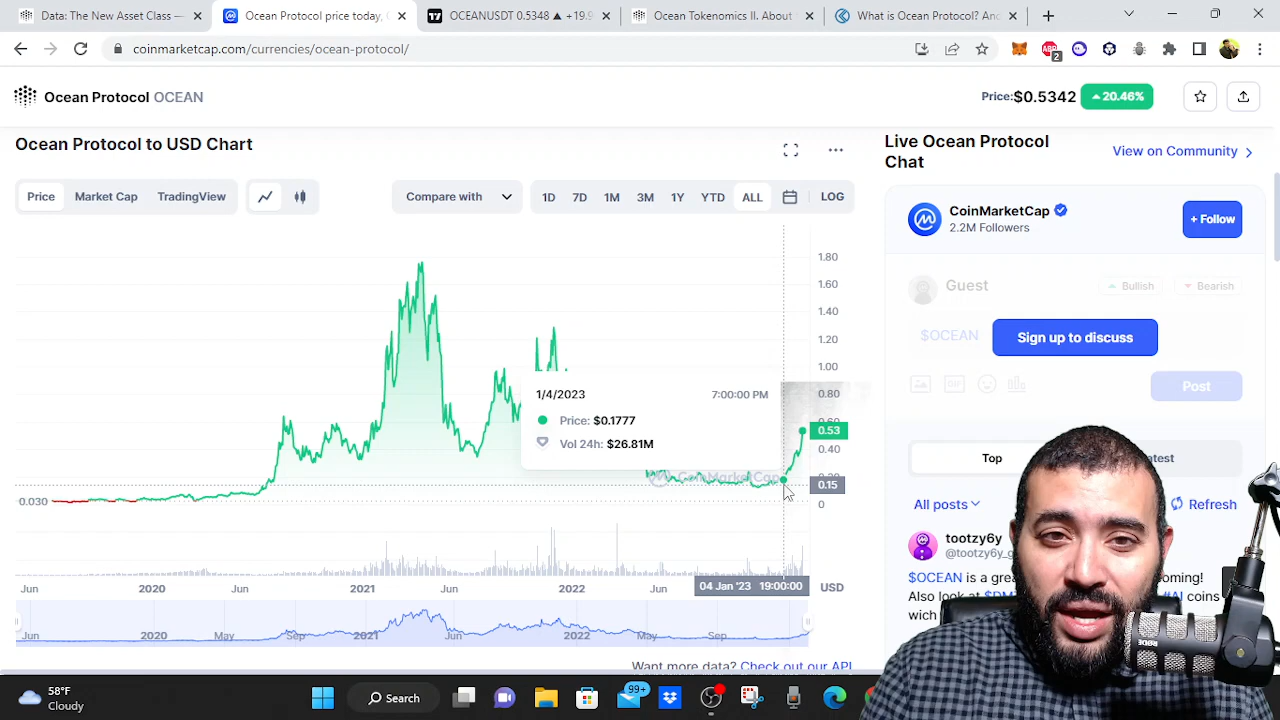 Data: The New Asset Class —
Ocean Protocol price today,
OCEANUSDT 0.5348 ▲ +19.9
Ocean Tokenomics II. About
What is Ocean Protocol? And
coinmarketcap.com/currencies/ocean-protocol/
2
Ocean Protocol OCEAN
Price:$0.5342
20.46%
Ocean Protocol to USD Chart
Price
Market Cap
TradingView
Compare with
1D 7D 1M 3M 1Y YTD ALL
LOG
1.80
1.60
1.40
1.20
1.00
0.80
0.53
0.40
0.15
0
0.030
1/4/2023
7:00:00 PM
Price: $0.1777
Vol 24h: $26.81M
CoinMarketCap
Jun 2020 Jun 2021 Jun 2022 Jun
04 Jan '23 19:00:00
USD
Jun 2020 May Sep 2021 Jun 2022 May Sep
Want more data? Check out our API
Live Ocean Protocol
Chat
View on Community
CoinMarketCap
2.2M Followers
+ Follow
Guest
Bullish
Bearish
$OCEAN
Sign up to discuss
GIF
Post
Top
All posts
Refresh
tootzy6y
@tootzy6y_g
$OCEAN is a grea
Also look at $DM
wich
58°F
Cloudy
Search
99+